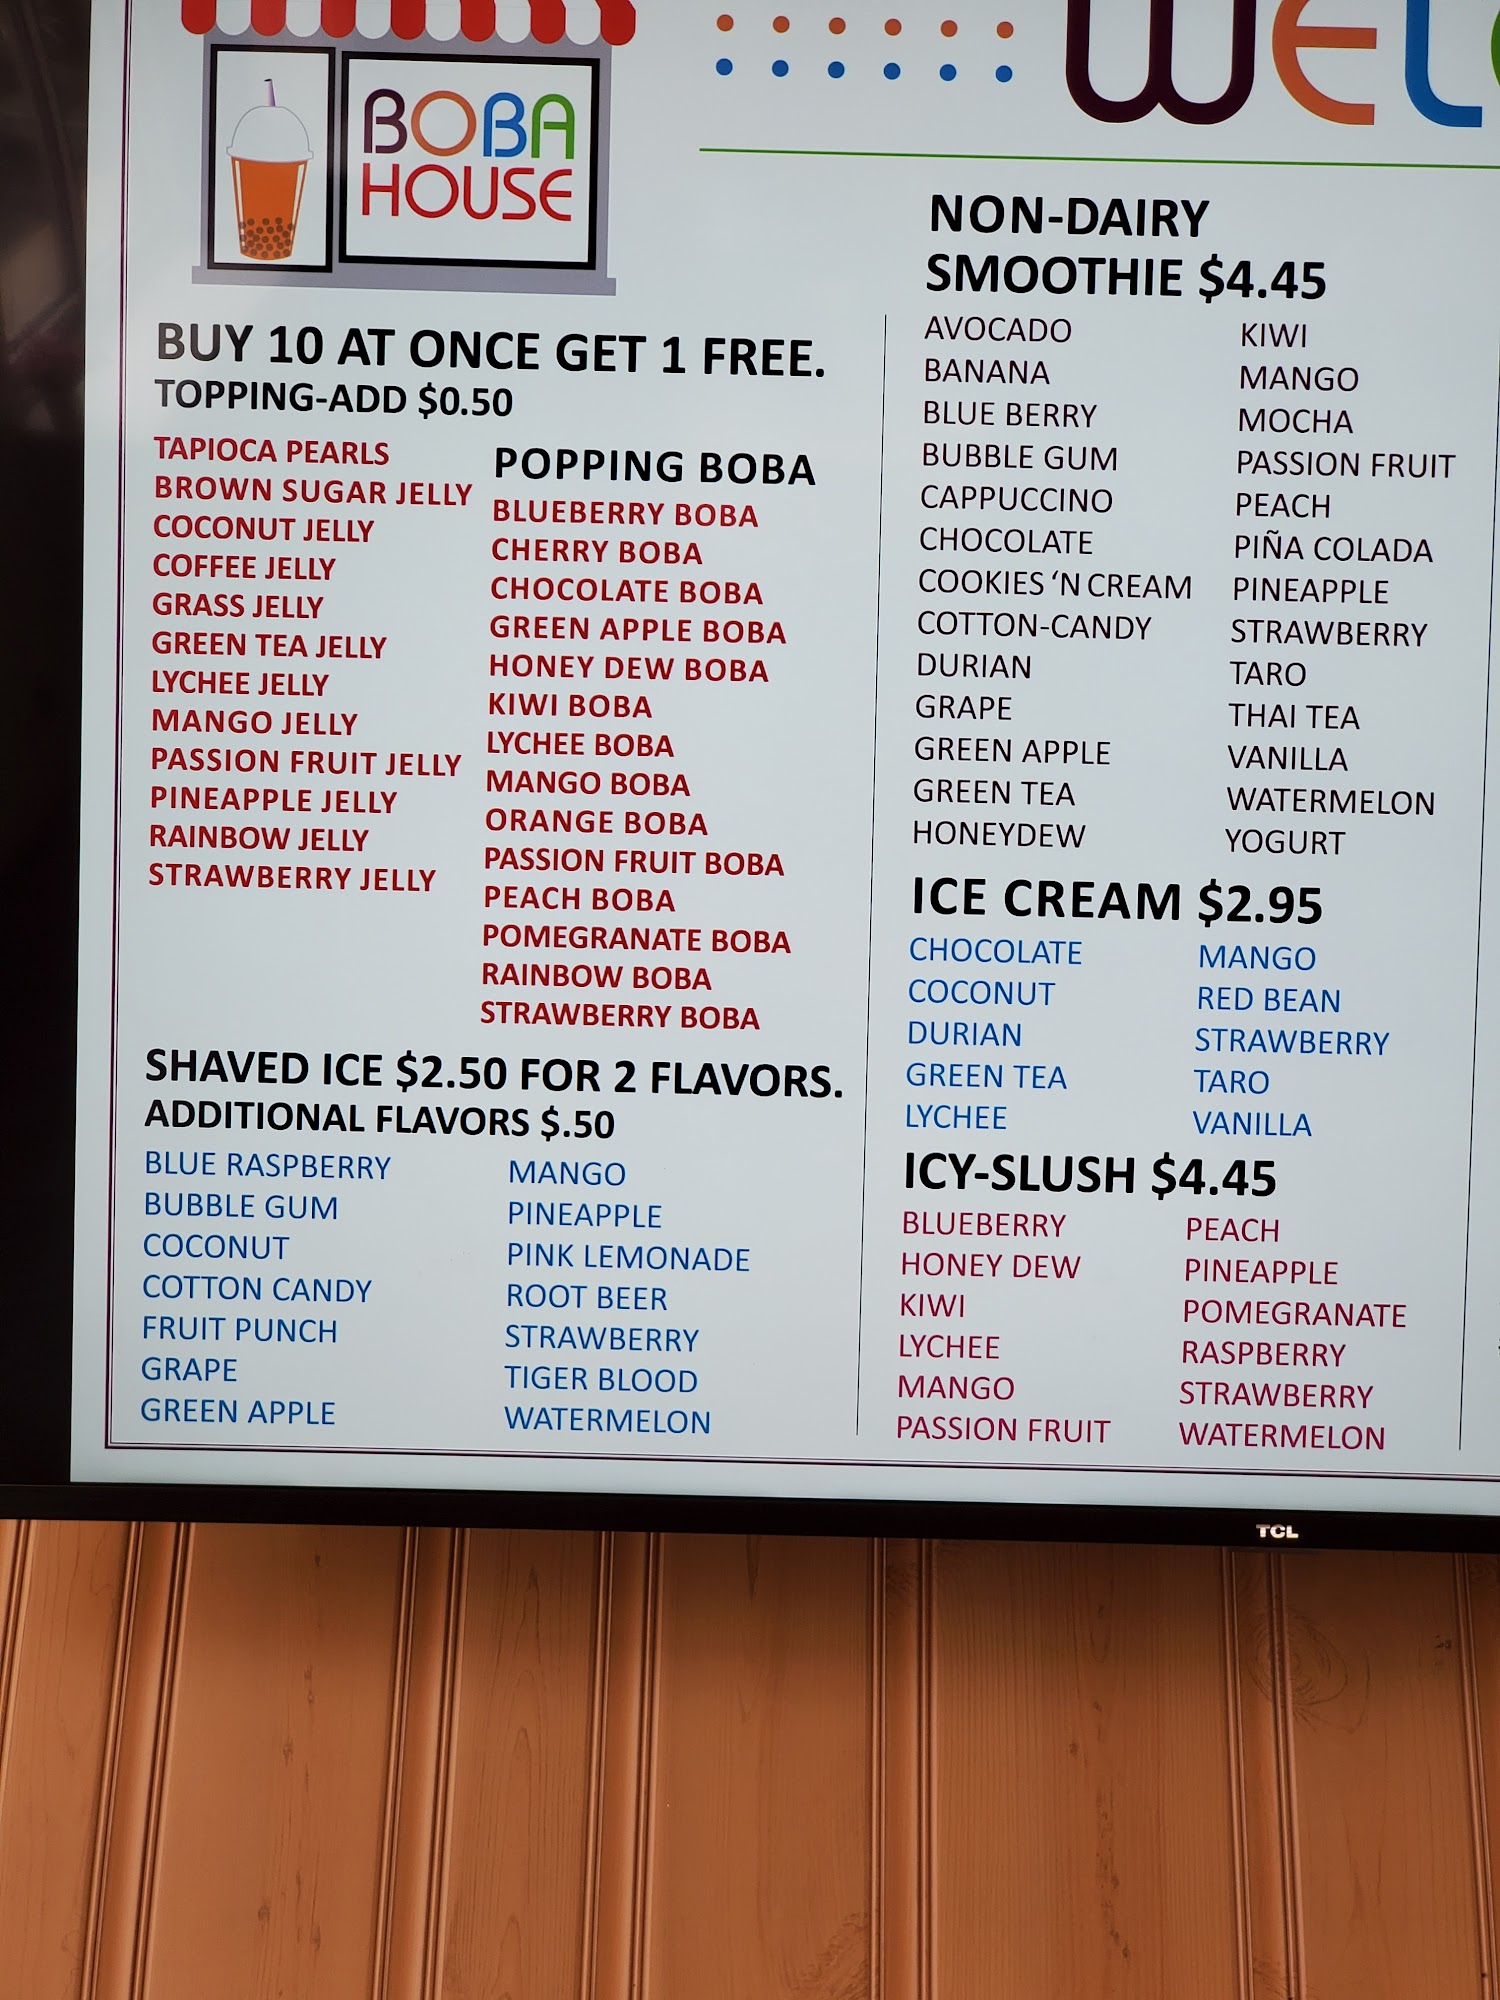 BOBA
HOUSE
BUY 10 AT ONCE GET 1 FREE.
TOPPING-ADD $0.50
TAPIOCA PEARLS
BROWN SUGAR JELLY
COCONUT JELLY
COFFEE JELLY
GRASS JELLY
GREEN TEA JELLY
LYCHEE JELLY
MANGO JELLY
PASSION FRUIT JELLY
PINEAPPLE JELLY
RAINBOW JELLY
STRAWBERRY JELLY
POPPING BOBA
BLUEBERRY BOBA
CHERRY BOBA
CHOCOLATE BOBA
GREEN APPLE BOBA
HONEY DEW BOBA
KIWI BOBA
LYCHEE BOBA
MANGO BOBA
ORANGE BOBA
PASSION FRUIT BOBA
PEACH BOBA
POMEGRANATE BOBA
RAINBOW BOBA
STRAWBERRY BOBA
SHAVED ICE $2.50 FOR 2 FLAVORS.
ADDITIONAL FLAVORS $.50
BLUE RASPBERRY
BUBBLE GUM
COCONUT
COTTON CANDY
FRUIT PUNCH
GRAPE
GREEN APPLE
MANGO
PINEAPPLE
PINK LEMONADE
ROOT BEER
STRAWBERRY
TIGER BLOOD
WATERMELON
NON-DAIRY
SMOOTHIE $4.45
AVOCADO
BANANA
BLUE BERRY
BUBBLE GUM
CAPPUCCINO
CHOCOLATE
COOKIES ‘N CREAM
COTTON-CANDY
DURIAN
GRAPE
GREEN APPLE
GREEN TEA
HONEYDEW
KIWI
MANGO
MOCHA
PASSION FRUIT
PEACH
PIÑA COLADA
PINEAPPLE
STRAWBERRY
TARO
THAI TEA
VANILLA
WATERMELON
YOGURT
ICE CREAM $2.95
CHOCOLATE
COCONUT
DURIAN
GREEN TEA
LYCHEE
MANGO
RED BEAN
STRAWBERRY
TARO
VANILLA
ICY-SLUSH $4.45
BLUEBERRY
HONEY DEW
KIWI
LYCHEE
MANGO
PASSION FRUIT
PEACH
PINEAPPLE
POMEGRANATE
RASPBERRY
STRAWBERRY
WATERMELON
TCL